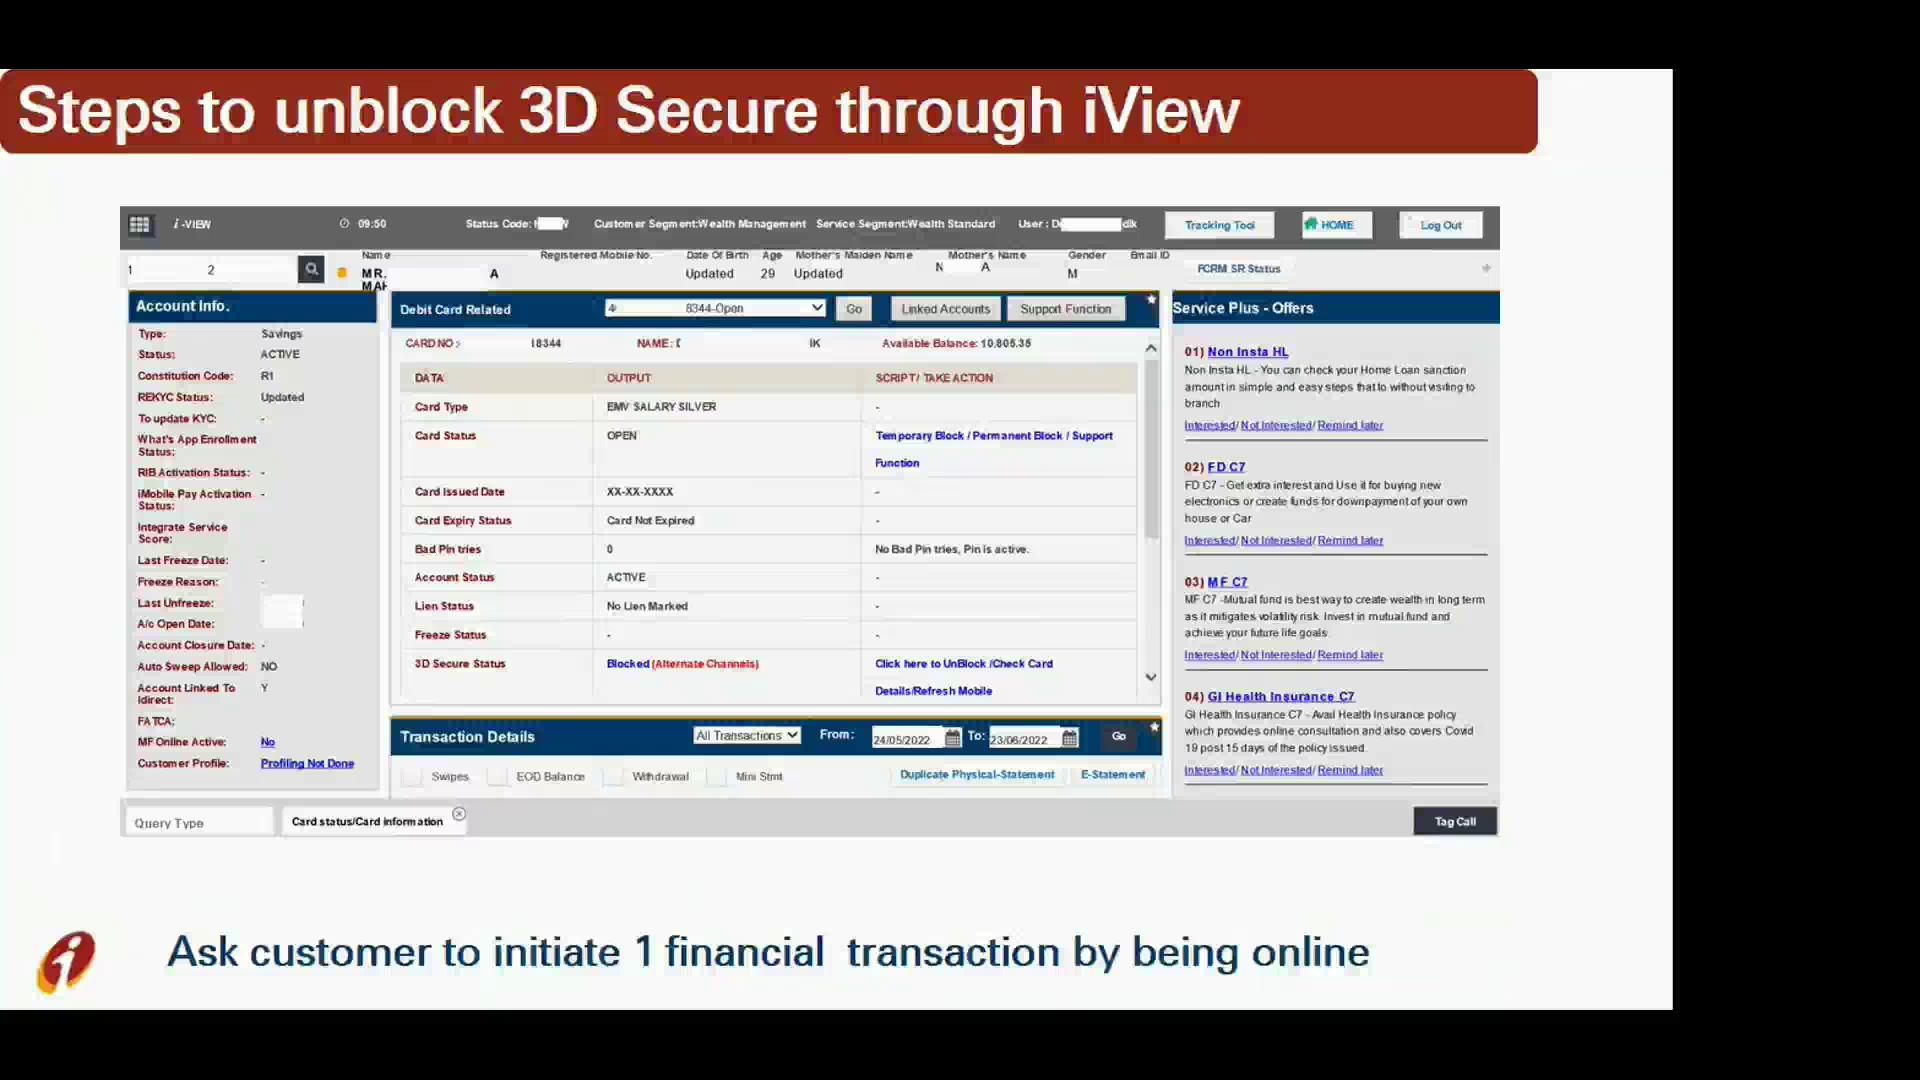 Steps to unblock 3D Secure through iView
i-VIEW 09:50 Status Code: Customer Segment:Wealth Management Service Segment:Wealth Standard User : D dik Tracking Tool HOME Log Out
Name Registered Mobile No. Date Of Birth Age Mother's Maiden Name Mother's Name Gender Email ID
1 2 MR. A Updated 29 Updated N A M FCRM SR Status
MAH
Account Info.
Type: Savings
Status: ACTIVE
Constitution Code: R1
REKYC Status: Updated
To update KYC: -
What's App Enrollment
Status:
RIB Activation Status: -
iMobile Pay Activation -
Status:
Integrate Service
Score:
Last Freeze Date: -
Freeze Reason: -
Last Unfreeze:
A/c Open Date:
Account Closure Date: -
Auto Sweep Allowed: NO
Account Linked To Y
Idirect:
FATCA:
MF Online Active: No
Customer Profile: Profiling Not Done
Debit Card Related 8344-Open Go Linked Accounts Support Function
CARD NO : 18344 NAME : IK Available Balance: 10,805.35
DATA OUTPUT SCRIPT / TAKE ACTION
Card Type EMV SALARY SILVER -
Card Status OPEN Temporary Block / Permanent Block / Support
Function
Card Issued Date XX-XX-XXXX -
Card Expiry Status Card Not Expired -
Bad Pin tries 0 No Bad Pin tries, Pin is active.
Account Status ACTIVE -
Lien Status No Lien Marked -
Freeze Status - -
3D Secure Status Blocked (Alternate Channels) Click here to UnBlock /Check Card
Details/Refresh Mobile
Transaction Details All Transactions From: 24/05/2022 To: 23/06/2022 Go
Swipes EOD Balance Withdrawal Mini Stmt Duplicate Physical-Statement E-Statement
Service Plus - Offers
01) Non Insta HL
Non Insta HL - You can check your Home Loan sanction
amount in simple and easy steps that to without visiting to
branch
Interested/ Not Interested/ Remind later
02) FD C7
FD C7 - Get extra interest and Use it for buying new
electronics or create funds for downpayment of your own
house or Car
Interested/ Not Interested/ Remind later
03) MF C7
MF C7 -Mutual fund is best way to create wealth in long term
as it mitigates volatility risk. Invest in mutual fund and
achieve your future life goals
Interested/ Not Interested/ Remind later
04) GI Health Insurance C7
GI Health Insurance C7 - Avail Health Insurance policy
which provides online consultation and also covers Covid
19 post 15 days of the policy issued.
Interested/ Not Interested/ Remind later
Query Type Card status/Card information Tag Call
Ask customer to initiate 1 financial transaction by being online